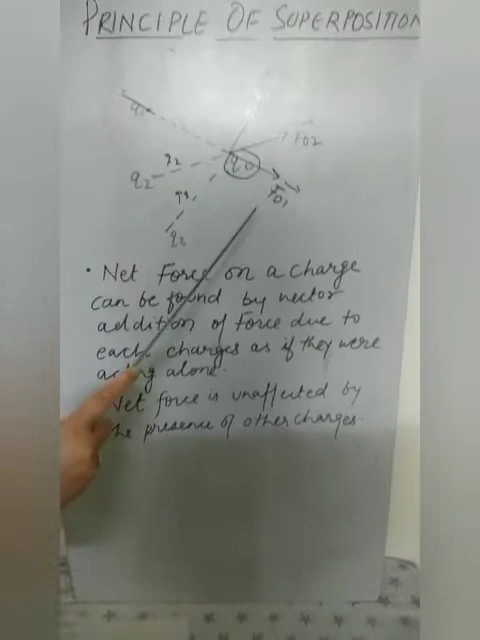 PRINCIPLE OF SUPERPOSITION
q1
F02
q0
r2
q2
F01
q3
• Net Force on a charge
can be found by vector
addition of Force due to
each charges as if they were
acting alone.
Net force is unaffected by
the presence of other charges.